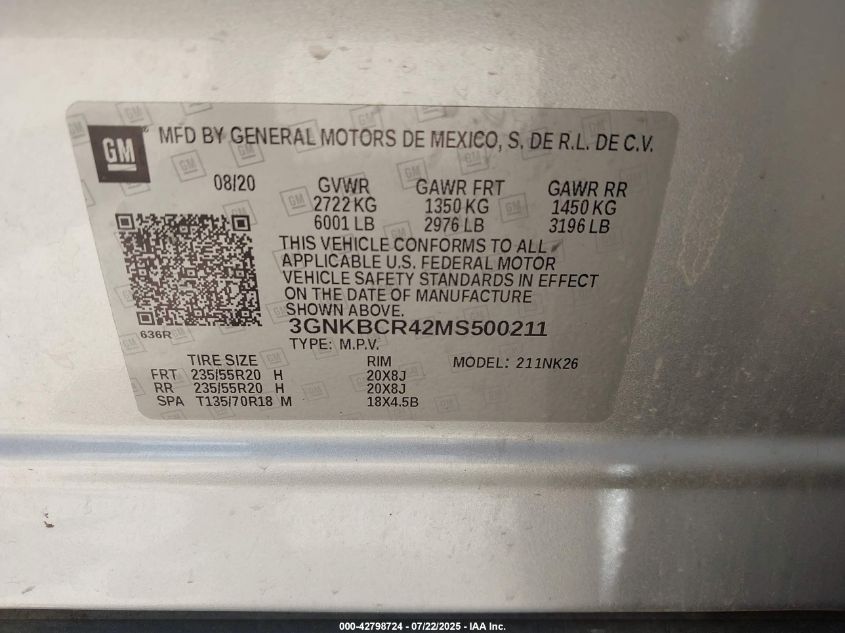 GM MFD BY GENERAL MOTORS DE MEXICO, S. DE R.L. DE C.V.
08/20 GVWR GAWR FRT GAWR RR
2722 KG 1350 KG 1450 KG
6001 LB 2976 LB 3196 LB
THIS VEHICLE CONFORMS TO ALL
APPLICABLE U.S. FEDERAL MOTOR
VEHICLE SAFETY STANDARDS IN EFFECT
ON THE DATE OF MANUFACTURE
SHOWN ABOVE.
3GNKBCR42MS500211
636R
TYPE: M.P.V.
TIRE SIZE RIM MODEL: 211NK26
FRT 235/55R20 H 20X8J
RR 235/55R20 H 20X8J
SPA T135/70R18 M 18X4.5B
000-42798724 - 07/22/2025 - IAA Inc.